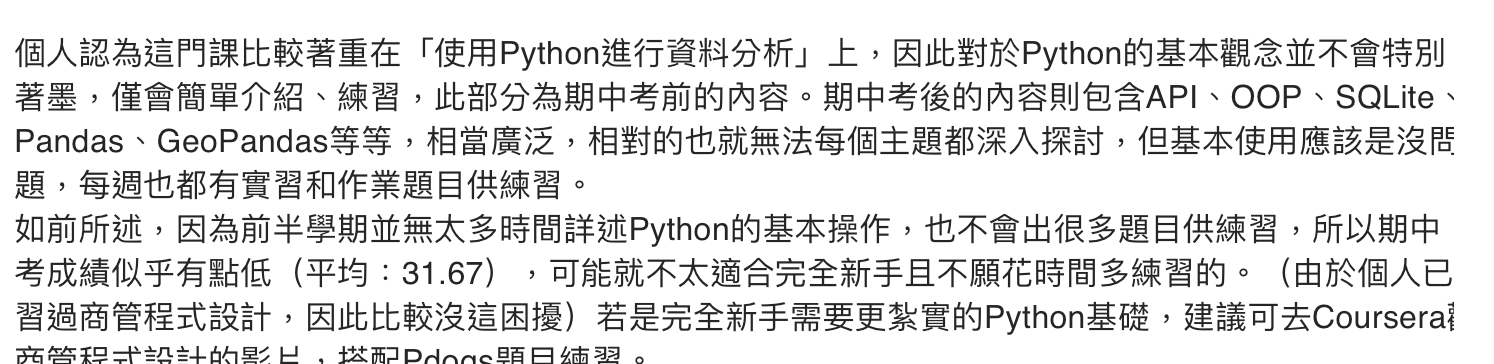 個人認為這門課比較著重在「使用Python進行資料分析」上，因此對於Python的基本觀念並不會特別
著墨，僅會簡單介紹、練習，此部分為期中考前的內容。期中考後的內容則包含API、OOP、SQLite、
Pandas、GeoPandas等等，相當廣泛，相對的也就無法每個主題都深入探討，但基本使用應該是沒問
題，每週也都有實習和作業題目供練習。
如前所述，因為前半學期並無太多時間詳述Python的基本操作，也不會出很多題目供練習，所以期中
考成績似乎有點低（平均：31.67），可能就不太適合完全新手且不願花時間多練習的。（由於個人已
習過商管程式設計，因此比較沒這困擾）若是完全新手需要更紮實的Python基礎，建議可去Coursera
商管程式設計的影片，搭配Pdogs題目練習。